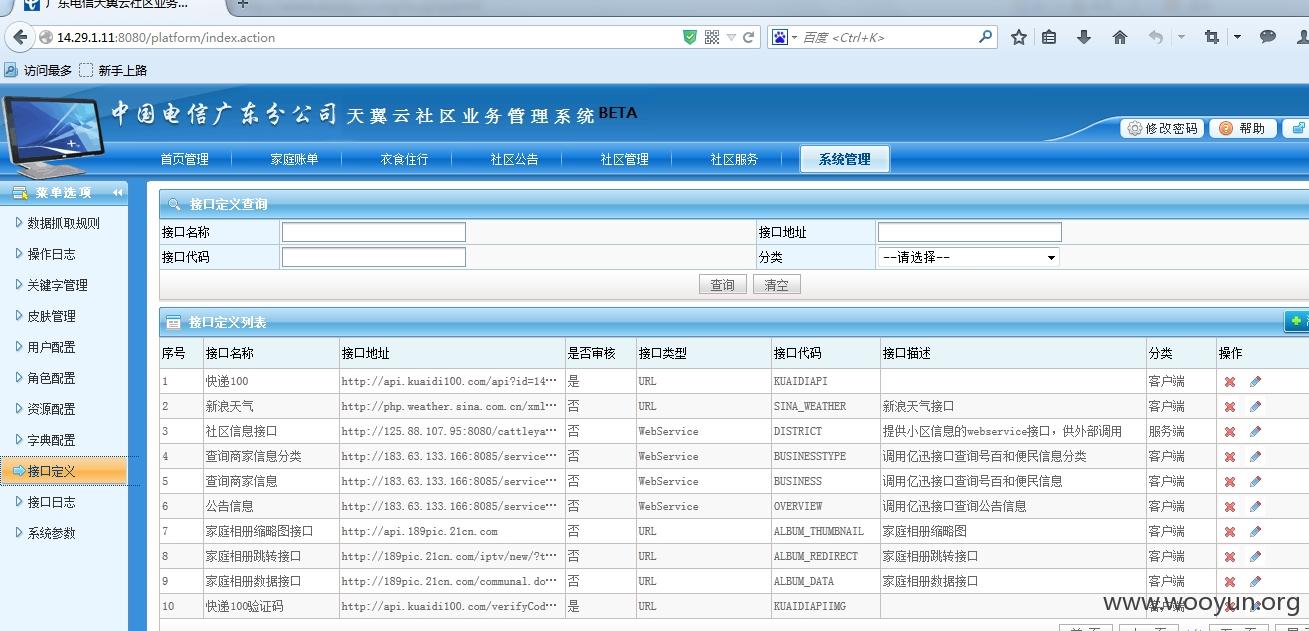 广东电信天翼云社区业务...
14.29.1.11:8080/platform/index.action
百度 <Ctrl+K>
访问最多 新手上路
中国电信广东分公司 天翼云社区业务管理系统 BETA
修改密码 帮助
首页管理 家庭账单 衣食住行 社区公告 社区管理 社区服务 系统管理
菜单选项
数据抓取规则
操作日志
关键字管理
皮肤管理
用户配置
角色配置
资源配置
字典配置
接口定义
接口日志
系统参数
接口定义查询
接口名称 接口地址
接口代码 分类 --请选择--
查询 清空
接口定义列表
序号 接口名称 接口地址 是否审核 接口类型 接口代码 接口描述 分类 操作
1 快递100 http://api.kuaidi100.com/api?id=14... 是 URL KUAIDIAPI 客户端
2 新浪天气 http://php.weather.sina.com.cn/xml... 否 URL SINA_WEATHER 新浪天气接口 客户端
3 社区信息接口 http://125.88.107.95:8080/cattleya... 否 WebService DISTRICT 提供小区信息的webservice接口，供外部调用 服务端
4 查询商家信息分类 http://183.63.133.166:8085/service... 否 WebService BUSINESSTYPE 调用亿迅接口查询号百和便民信息分类 客户端
5 查询商家信息 http://183.63.133.166:8085/service... 否 WebService BUSINESS 调用亿迅接口查询号百和便民信息 客户端
6 公告信息 http://183.63.133.166:8085/service... 否 WebService OVERVIEW 调用亿迅接口查询公告信息 客户端
7 家庭相册缩略图接口 http://api.189pic.21cn.com 否 URL ALBUM_THUMBNAIL 家庭相册缩略图 客户端
8 家庭相册跳转接口 http://189pic.21cn.com/iptv/new/?t... 否 URL ALBUM_REDIRECT 家庭相册跳转接口 客户端
9 家庭相册数据接口 http://189pic.21cn.com/communal.do... 否 URL ALBUM_DATA 家庭相册数据接口 客户端
10 快递100验证码 http://api.kuaidi100.com/verifyCod... 是 URL KUAIDIAPIIMG 客户端
www.wooyun.org